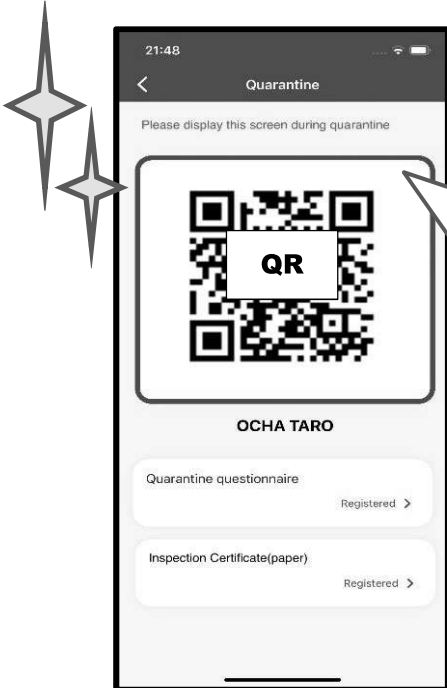 21:48
Quarantine
Please display this screen during quarantine
QR
OCHA TARO
Quarantine questionnaire
Registered
Inspection Certificate(paper)
Registered